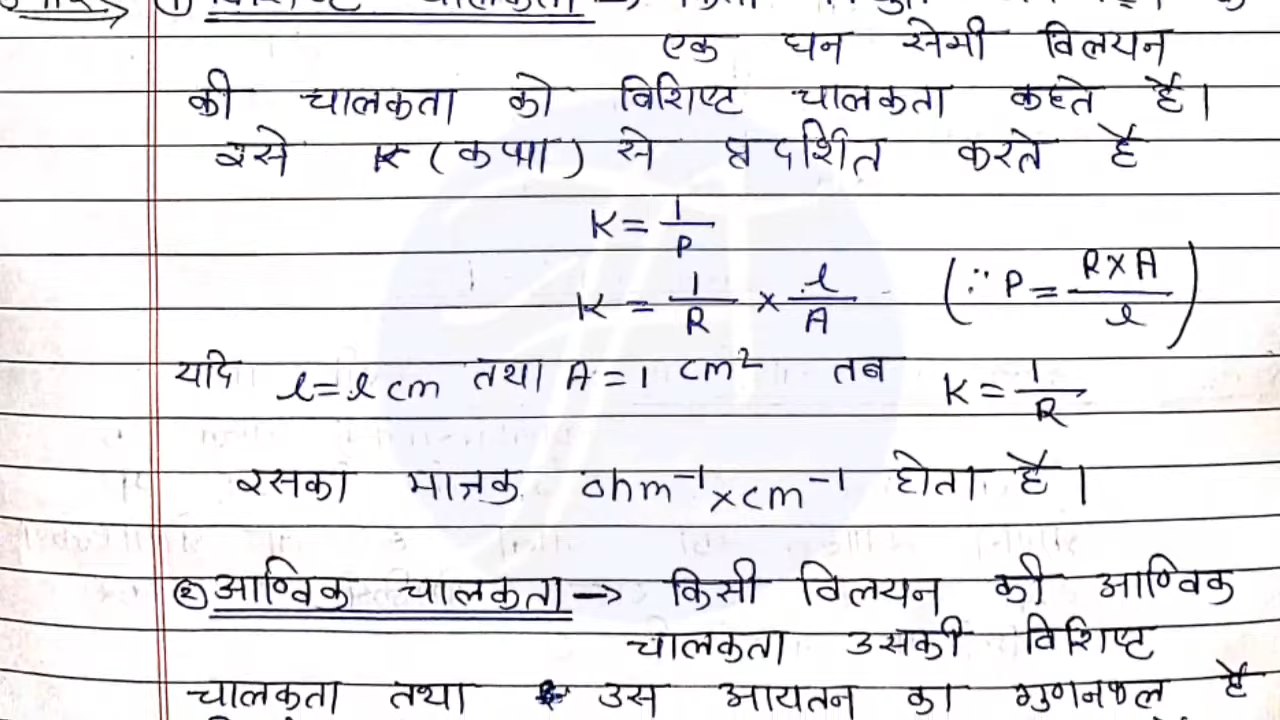 ① विशिष्ट चालकता →
एक घन सेमी विलयन
की चालकता को विशिष्ट चालकता कहते हैं।
इसे K (कप्पा) से प्रदर्शित करते है
K = 1/P
K = 1/R × l/A (∵ P = R×A/l)
यदि l = l cm तथा A = 1 cm² तब K = 1/R
इसका मात्रक ohm⁻¹×cm⁻¹ होता है।
② आण्विक चालकता → किसी विलयन की आण्विक
चालकता उसकी विशिष्ट
चालकता तथा उस आयतन का गुणनफल है